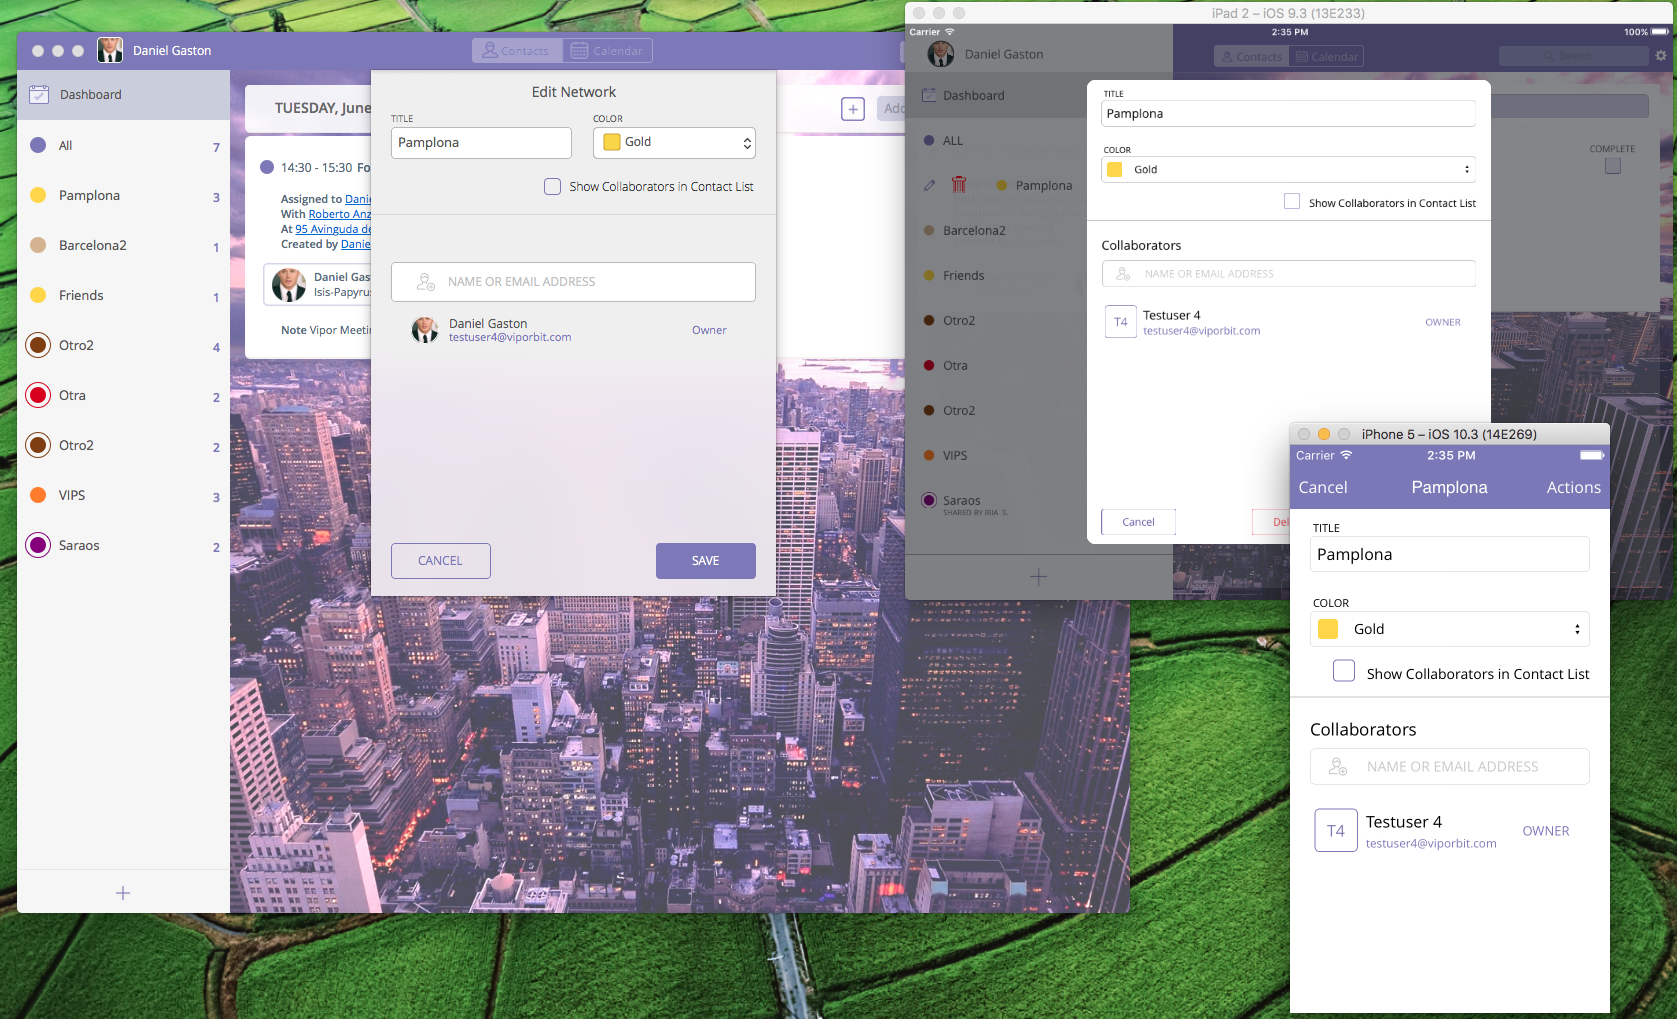 Daniel Gaston
Contacts
Calendar
Dashboard
All
7
Pamplona
3
Barcelona2
1
Friends
1
Otro2
4
Otra
2
Otro2
2
VIPS
3
Saraos
2
TUESDAY, June
14:30 - 15:30 Fo
Assigned to Danie
With Roberto Anz
At 95 Avinguda de
Created by Danie
Daniel Gas
Isis-Papyrus
Note Vipor Meetin
Edit Network
TITLE
COLOR
Pamplona
Gold
Show Collaborators in Contact List
NAME OR EMAIL ADDRESS
Daniel Gaston
testuser4@viporbit.com
Owner
CANCEL
SAVE
iPad 2 – iOS 9.3 (13E233)
Carrier
2:35 PM
100%
Daniel Gaston
Contacts
Calendar
Search
Dashboard
ALL
Pamplona
Barcelona2
Friends
Otro2
Otra
Otro2
VIPS
Saraos
SHARED BY IRIA S.
COMPLETE
TITLE
Pamplona
COLOR
Gold
Show Collaborators in Contact List
Collaborators
NAME OR EMAIL ADDRESS
T4
Testuser 4
testuser4@viporbit.com
OWNER
Cancel
Del
iPhone 5 – iOS 10.3 (14E269)
Carrier
2:35 PM
Cancel
Pamplona
Actions
TITLE
Pamplona
COLOR
Gold
Show Collaborators in Contact List
Collaborators
NAME OR EMAIL ADDRESS
T4
Testuser 4
testuser4@viporbit.com
OWNER